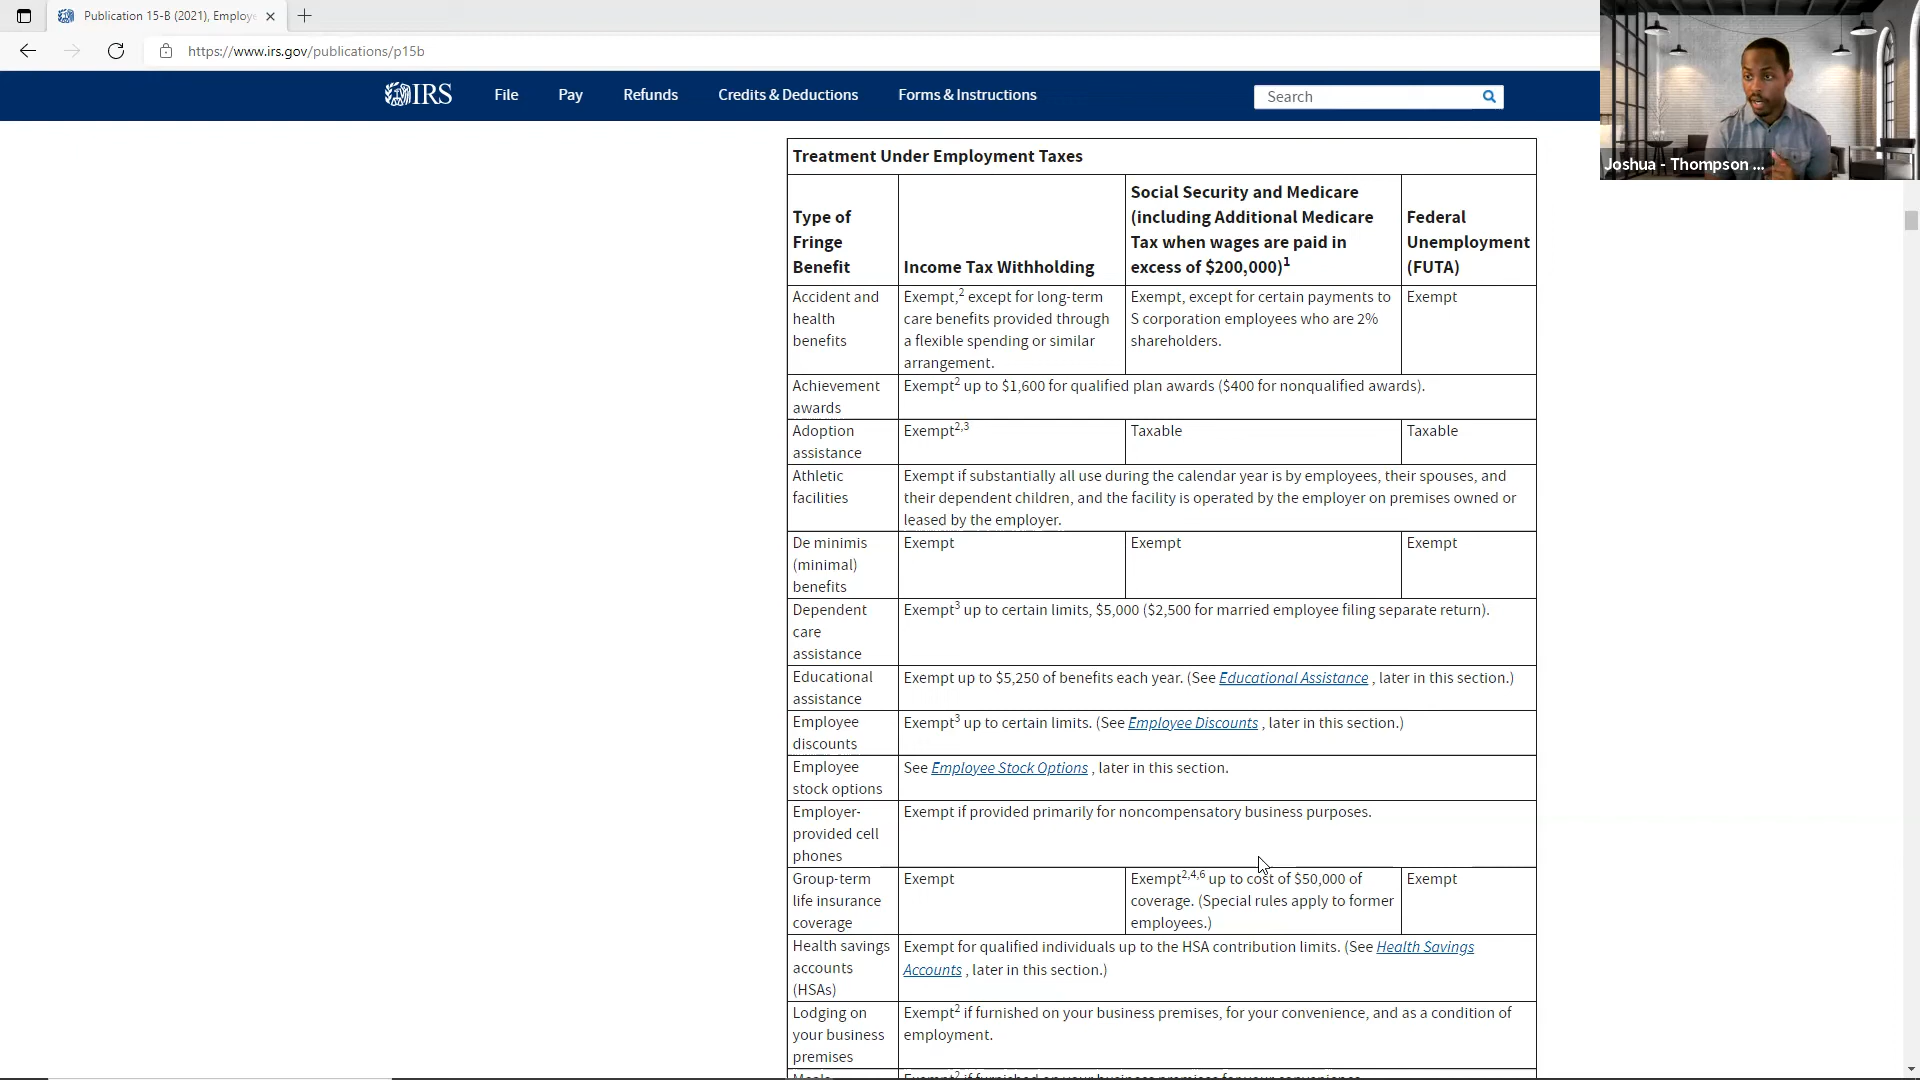 Publication 15-B (2021), Employe
https://www.irs.gov/publications/p15b
IRS
File
Pay
Refunds
Credits & Deductions
Forms & Instructions
Search
Joshua - Thompson ...
Treatment Under Employment Taxes
Type of
Fringe
Benefit
Income Tax Withholding
Social Security and Medicare
(including Additional Medicare
Tax when wages are paid in
excess of $200,000)1
Federal
Unemployment
(FUTA)
Accident and
health
benefits
Exempt,2 except for long-term
care benefits provided through
a flexible spending or similar
arrangement.
Exempt, except for certain payments to
S corporation employees who are 2%
shareholders.
Exempt
Achievement
awards
Exempt2 up to $1,600 for qualified plan awards ($400 for nonqualified awards).
Adoption
assistance
Exempt2,3
Taxable
Taxable
Athletic
facilities
Exempt if substantially all use during the calendar year is by employees, their spouses, and
their dependent children, and the facility is operated by the employer on premises owned or
leased by the employer.
De minimis
(minimal)
benefits
Exempt
Exempt
Exempt
Dependent
care
assistance
Exempt3 up to certain limits, $5,000 ($2,500 for married employee filing separate return).
Educational
assistance
Exempt up to $5,250 of benefits each year. (See Educational Assistance , later in this section.)
Employee
discounts
Exempt3 up to certain limits. (See Employee Discounts , later in this section.)
Employee
stock options
See Employee Stock Options , later in this section.
Employer-
provided cell
phones
Exempt if provided primarily for noncompensatory business purposes.
Group-term
life insurance
coverage
Exempt
Exempt2,4,6 up to cost of $50,000 of
coverage. (Special rules apply to former
employees.)
Exempt
Health savings
accounts
(HSAs)
Exempt for qualified individuals up to the HSA contribution limits. (See Health Savings
Accounts , later in this section.)
Lodging on
your business
premises
Exempt2 if furnished on your business premises, for your convenience, and as a condition of
employment.